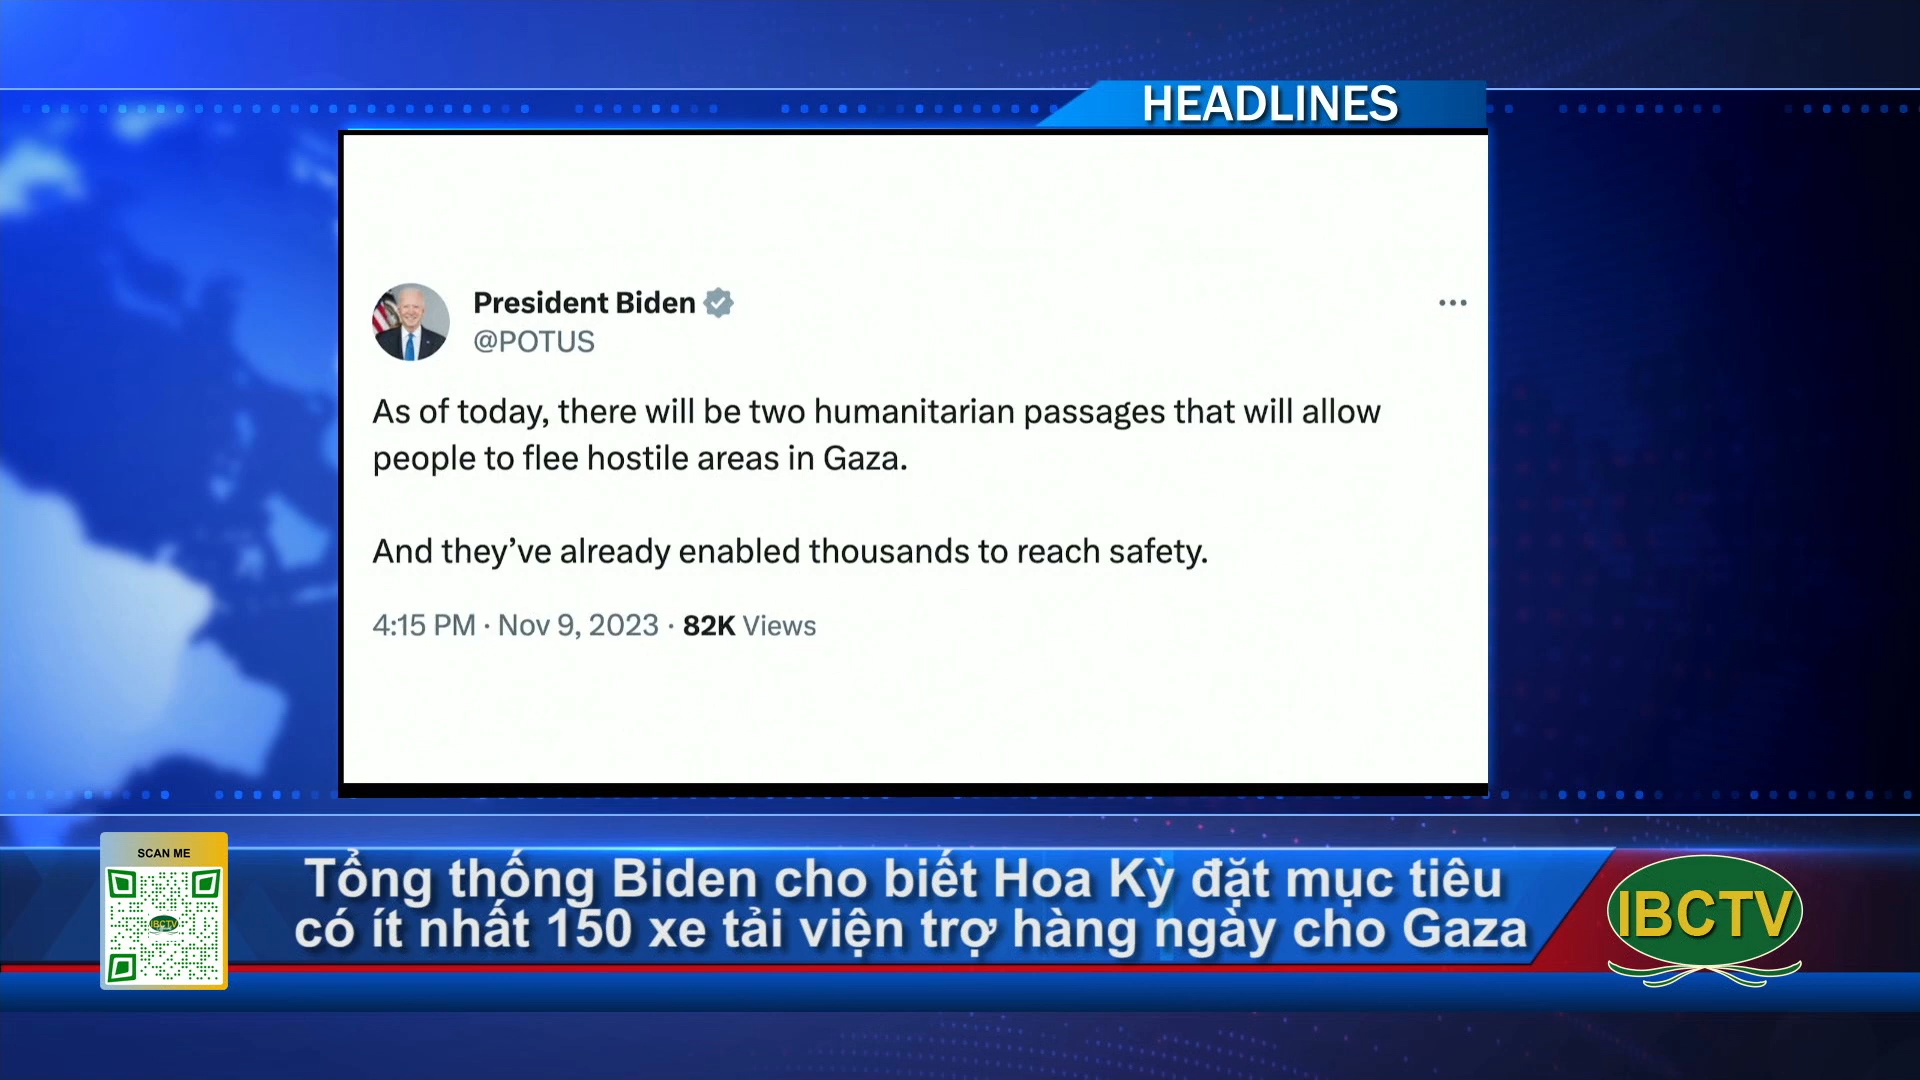 HEADLINES
President Biden
@POTUS
As of today, there will be two humanitarian passages that will allow
people to flee hostile areas in Gaza.
And they’ve already enabled thousands to reach safety.
4:15 PM · Nov 9, 2023 · 82K Views
SCAN ME
IBCTV
Tổng thống Biden cho biết Hoa Kỳ đặt mục tiêu
có ít nhất 150 xe tải viện trợ hàng ngày cho Gaza
IBCTV